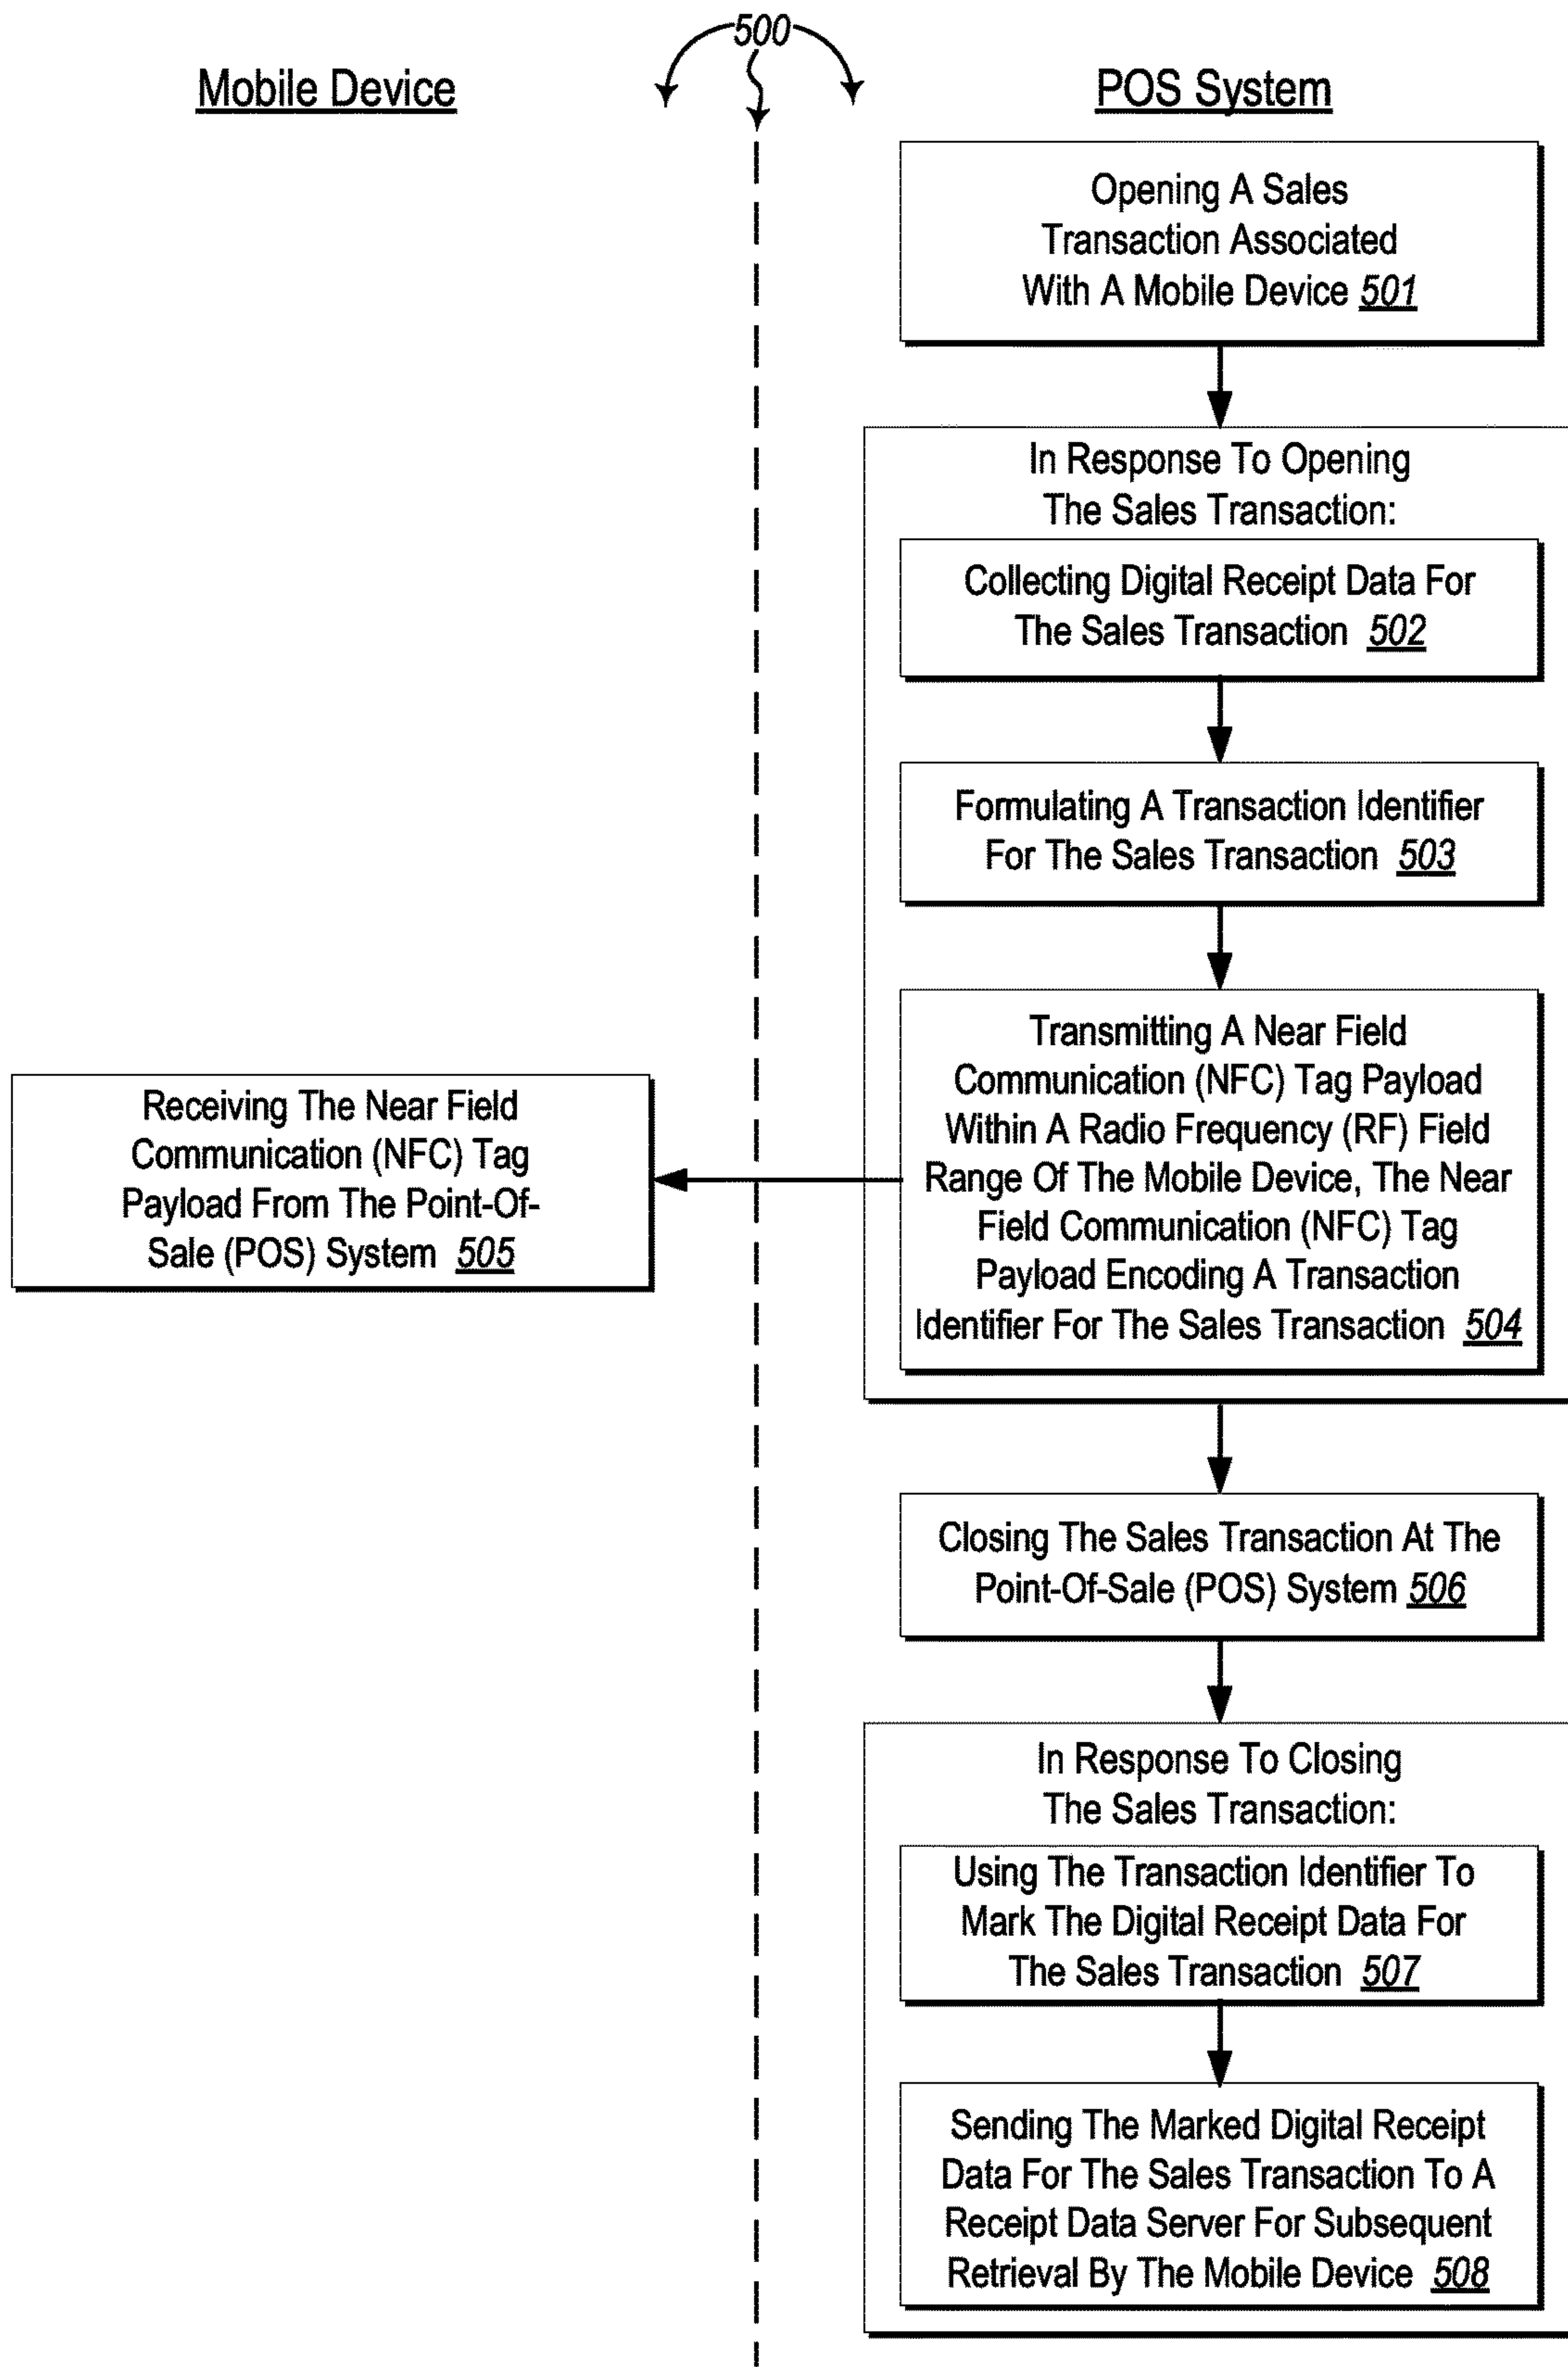 500
Mobile Device
POS System
Opening A Sales
Transaction Associated
With A Mobile Device 501
In Response To Opening
The Sales Transaction:
Collecting Digital Receipt Data For
The Sales Transaction 502
Formulating A Transaction Identifier
For The Sales Transaction 503
Transmitting A Near Field
Communication (NFC) Tag Payload
Within A Radio Frequency (RF) Field
Range Of The Mobile Device, The Near
Field Communication (NFC) Tag
Payload Encoding A Transaction
Identifier For The Sales Transaction 504
Receiving The Near Field
Communication (NFC) Tag
Payload From The Point-Of-
Sale (POS) System 505
Closing The Sales Transaction At The
Point-Of-Sale (POS) System 506
In Response To Closing
The Sales Transaction:
Using The Transaction Identifier To
Mark The Digital Receipt Data For
The Sales Transaction 507
Sending The Marked Digital Receipt
Data For The Sales Transaction To A
Receipt Data Server For Subsequent
Retrieval By The Mobile Device 508